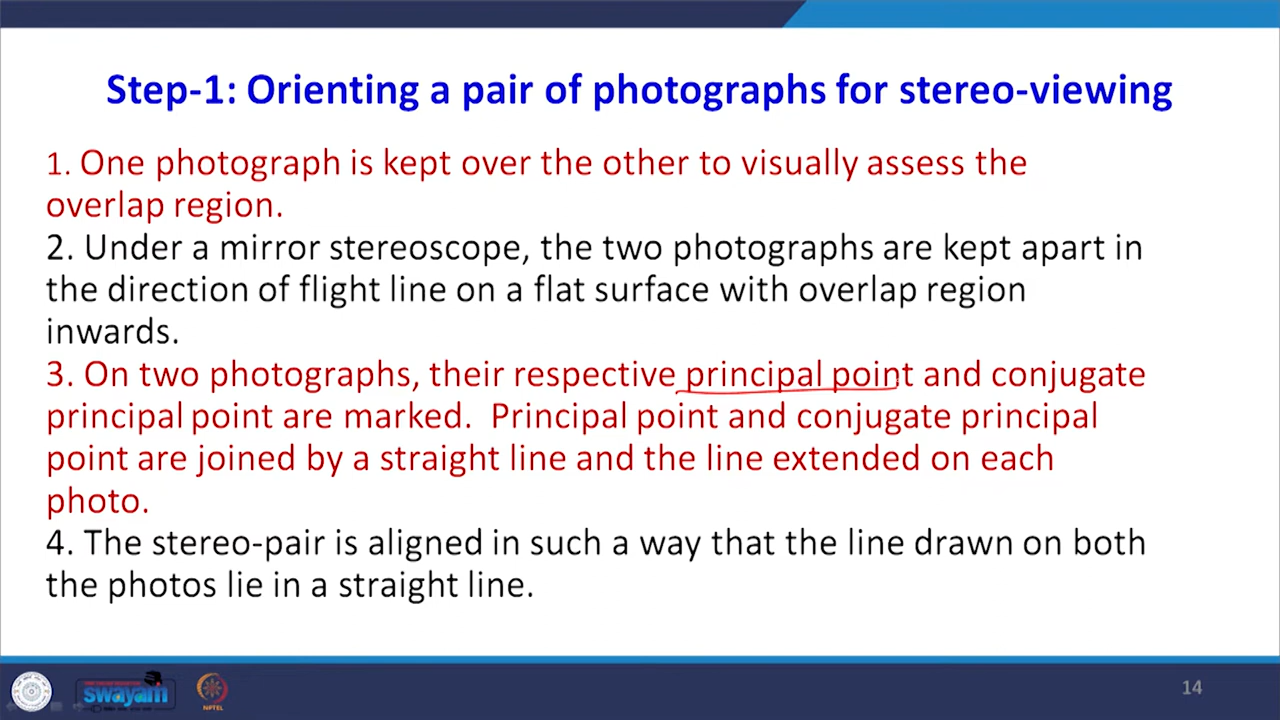 Step-1: Orienting a pair of photographs for stereo-viewing
1. One photograph is kept over the other to visually assess the
overlap region.
2. Under a mirror stereoscope, the two photographs are kept apart in
the direction of flight line on a flat surface with overlap region
inwards.
3. On two photographs, their respective principal point and conjugate
principal point are marked. Principal point and conjugate principal
point are joined by a straight line and the line extended on each
photo.
4. The stereo-pair is aligned in such a way that the line drawn on both
the photos lie in a straight line.
swayam
NPTEL
14